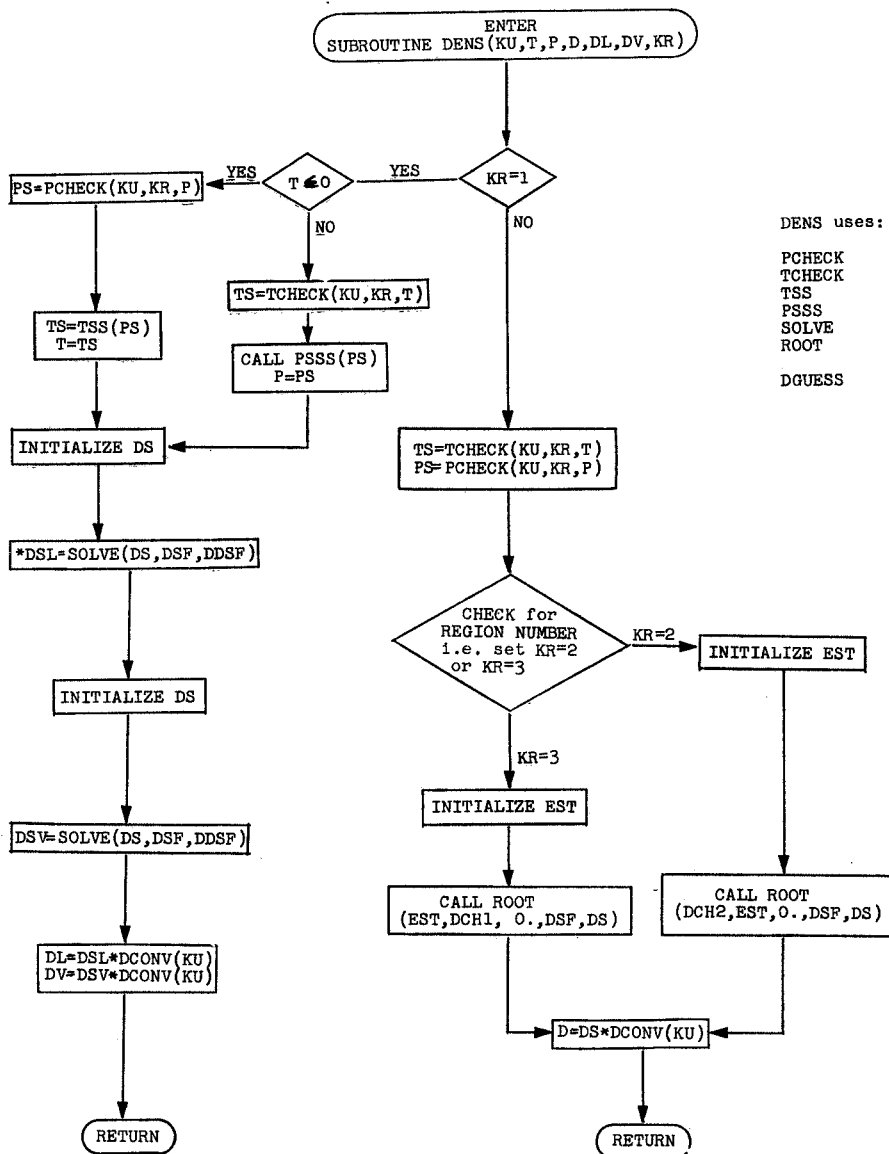 ENTER
SUBROUTINE DENS(KU,T,P,D,DL,DV,KR)
KR=1
YES
T≤0
YES
PS=PCHECK(KU,KR,P)
NO
NO
DENS uses:
PCHECK
TCHECK
TSS
PSSS
SOLVE
ROOT
DGUESS
TS=TCHECK(KU,KR,T)
TS=TSS(PS)
T=TS
CALL PSSS(PS)
P=PS
INITIALIZE DS
TS=TCHECK(KU,KR,T)
PS=PCHECK(KU,KR,P)
*DSL=SOLVE(DS,DSF,DDSF)
CHECK for
REGION NUMBER
i.e. set KR=2
or KR=3
KR=2
INITIALIZE EST
INITIALIZE DS
KR=3
INITIALIZE EST
DSV=SOLVE(DS,DSF,DDSF)
CALL ROOT
(EST,DCH1, 0.,DSF,DS)
CALL ROOT
(DCH2,EST,0.,DSF,DS)
DL=DSL*DCONV(KU)
DV=DSV*DCONV(KU)
D=DS*DCONV(KU)
RETURN
RETURN